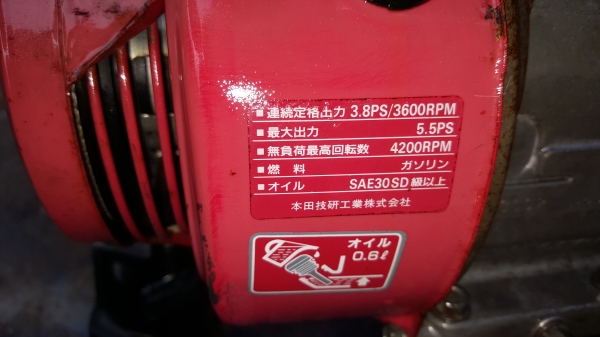 ■ 連続定格出力 3.8PS/3600RPM
■ 最大出力 5.5PS
■ 無負荷最高回転数 4200RPM
■ 燃 料 ガソリン
■ オイル SAE30SD級以上
本田技研工業株式会社
オイル
0.6ℓ